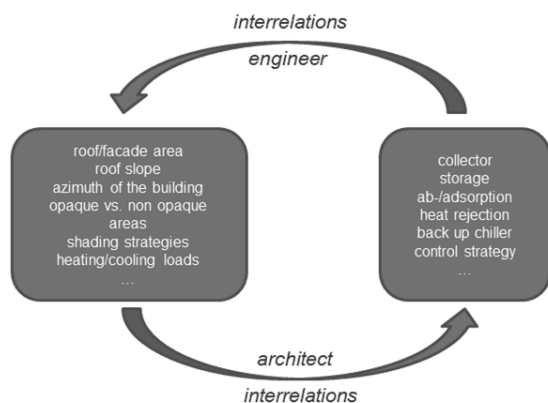 interrelations
engineer
roof/facade area
roof slope
azimuth of the building
opaque vs. non opaque
areas
shading strategies
heating/cooling loads
...
collector
storage
ab-/adsorption
heat rejection
back up chiller
control strategy
...
architect
interrelations